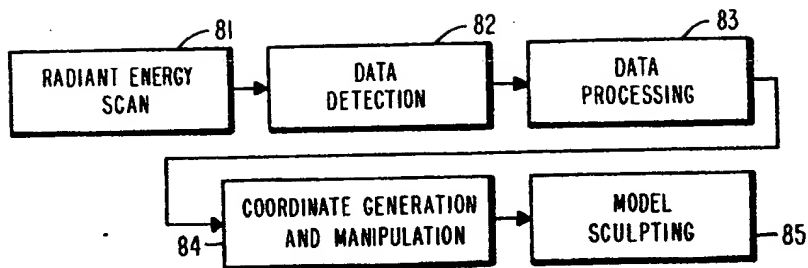 81
RADIANT ENERGY
SCAN
82
DATA
DETECTION
83
DATA
PROCESSING
84
COORDINATE GENERATION
AND MANIPULATION
MODEL
SCULPTING
85